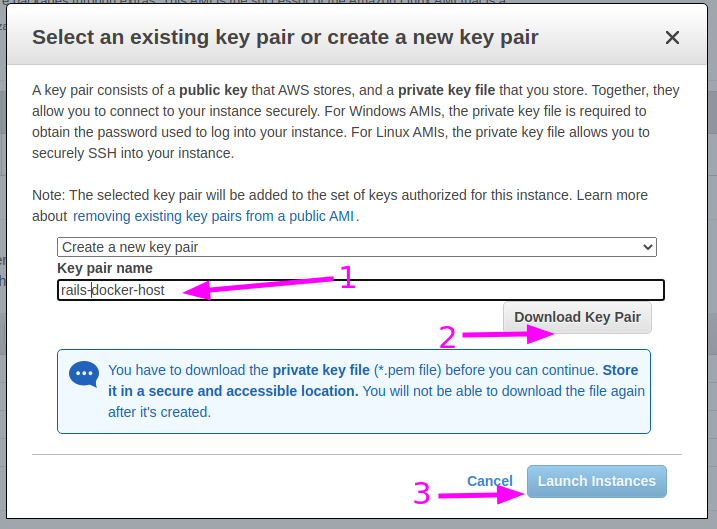 Select an existing key pair or create a new key pair
A key pair consists of a public key that AWS stores, and a private key file that you store. Together, they
allow you to connect to your instance securely. For Windows AMIs, the private key file is required to
obtain the password used to log into your instance. For Linux AMIs, the private key file allows you to
securely SSH into your instance.
Note: The selected key pair will be added to the set of keys authorized for this instance. Learn more
about removing existing key pairs from a public AMI.
Create a new key pair
Key pair name
1
rails-docker-host
Download Key Pair
2
You have to download the private key file (*.pem file) before you can continue. Store
it in a secure and accessible location. You will not be able to download the file again
after it's created.
Cancel
Launch Instances
3